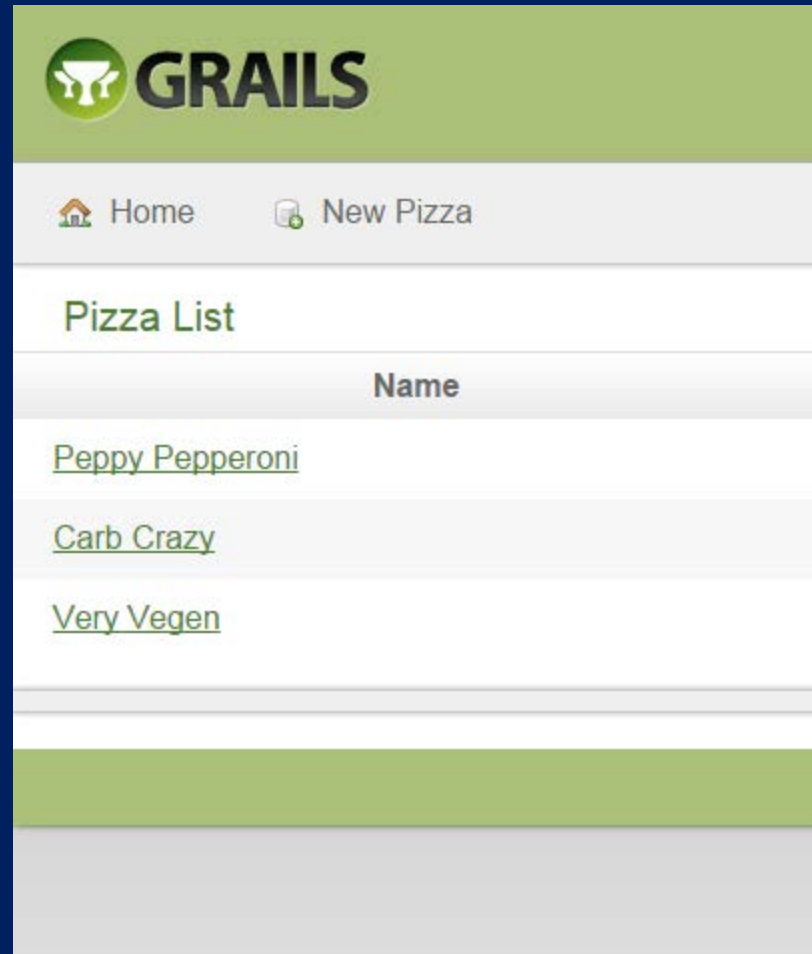 GRAILS
Home New Pizza
Pizza List
Name
Peppy Pepperoni
Carb Crazy
Very Vegen